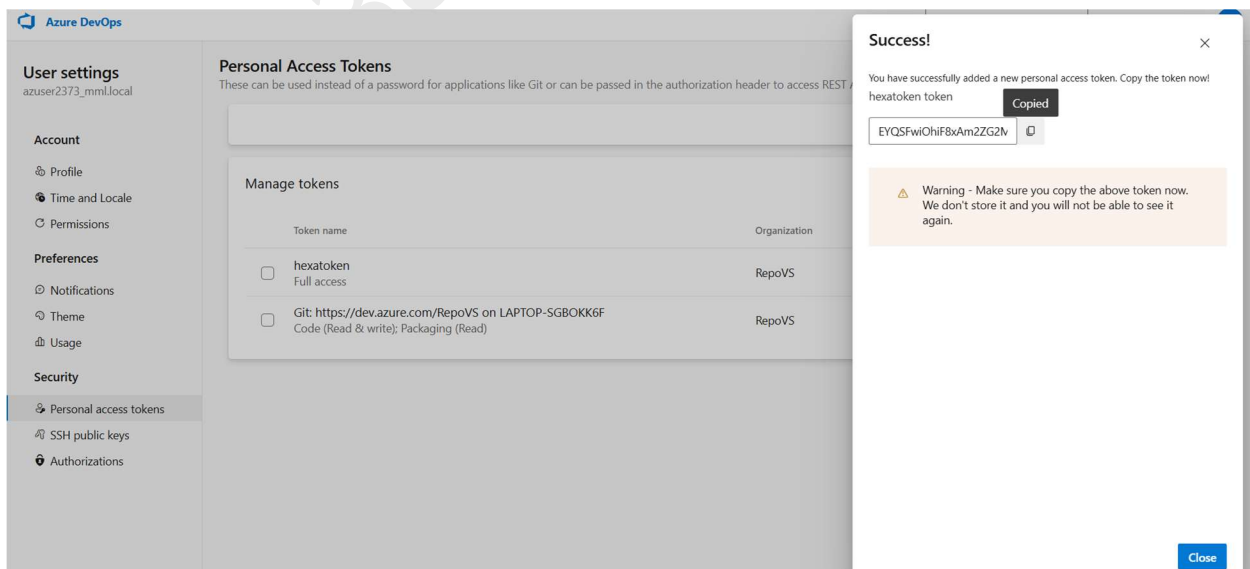 Azure DevOps
User settings
azuser2373_mml.local
Account
Profile
Time and Locale
Permissions
Preferences
Notifications
Theme
Usage
Security
Personal access tokens
SSH public keys
Authorizations
Personal Access Tokens
These can be used instead of a password for applications like Git or can be passed in the authorization header to access REST
Manage tokens
Token name Organization
hexatoken RepoVS
Full access
Git: https://dev.azure.com/RepoVS on LAPTOP-SGBOKK6F RepoVS
Code (Read & write); Packaging (Read)
Success!
You have successfully added a new personal access token. Copy the token now!
hexatoken token
Copied
Warning - Make sure you copy the above token now.
We don't store it and you will not be able to see it
again.
Close